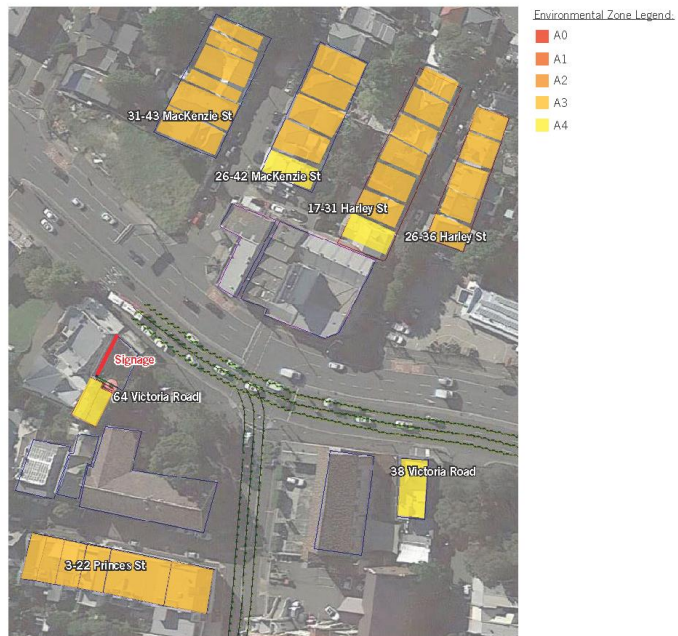 Environmental Zone Legend:
A0
A1
A2
A3
A4
31-43 MacKenzie St
26-42 MacKenzie St
17-31 Harley St
26-36 Harley St
Signage
64 Victoria Road
38 Victoria Road
3-22 Princes St